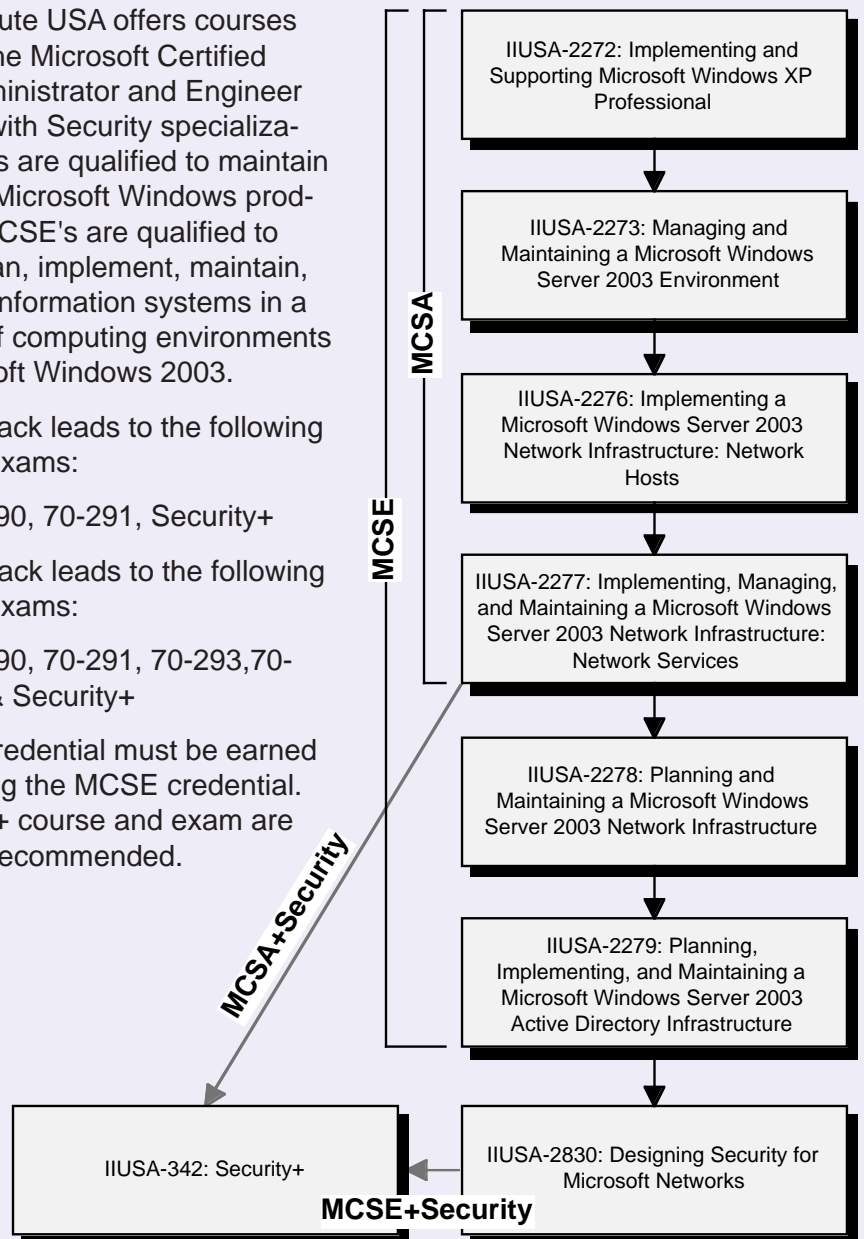 ute USA offers courses
ne Microsoft Certified
ministrator and Engineer
with Security specializa-
s are qualified to maintain
Microsoft Windows prod-
CSE's are qualified to
an, implement, maintain,
nformation systems in a
f computing environments
oft Windows 2003.
ack leads to the following
xams:
90, 70-291, Security+
ack leads to the following
xams:
90, 70-291, 70-293,70-
& Security+
redential must be earned
g the MCSE credential.
+ course and exam are
ecommended.
MCSE
MCSA
IIUSA-2272: Implementing and
Supporting Microsoft Windows XP
Professional
IIUSA-2273: Managing and
Maintaining a Microsoft Windows
Server 2003 Environment
IIUSA-2276: Implementing a
Microsoft Windows Server 2003
Network Infrastructure: Network
Hosts
IIUSA-2277: Implementing, Managing,
and Maintaining a Microsoft Windows
Server 2003 Network Infrastructure:
Network Services
IIUSA-2278: Planning and
Maintaining a Microsoft Windows
Server 2003 Network Infrastructure
IIUSA-2279: Planning,
Implementing, and Maintaining a
Microsoft Windows Server 2003
Active Directory Infrastructure
MCSA+Security
IIUSA-342: Security+
IIUSA-2830: Designing Security for
Microsoft Networks
MCSE+Security